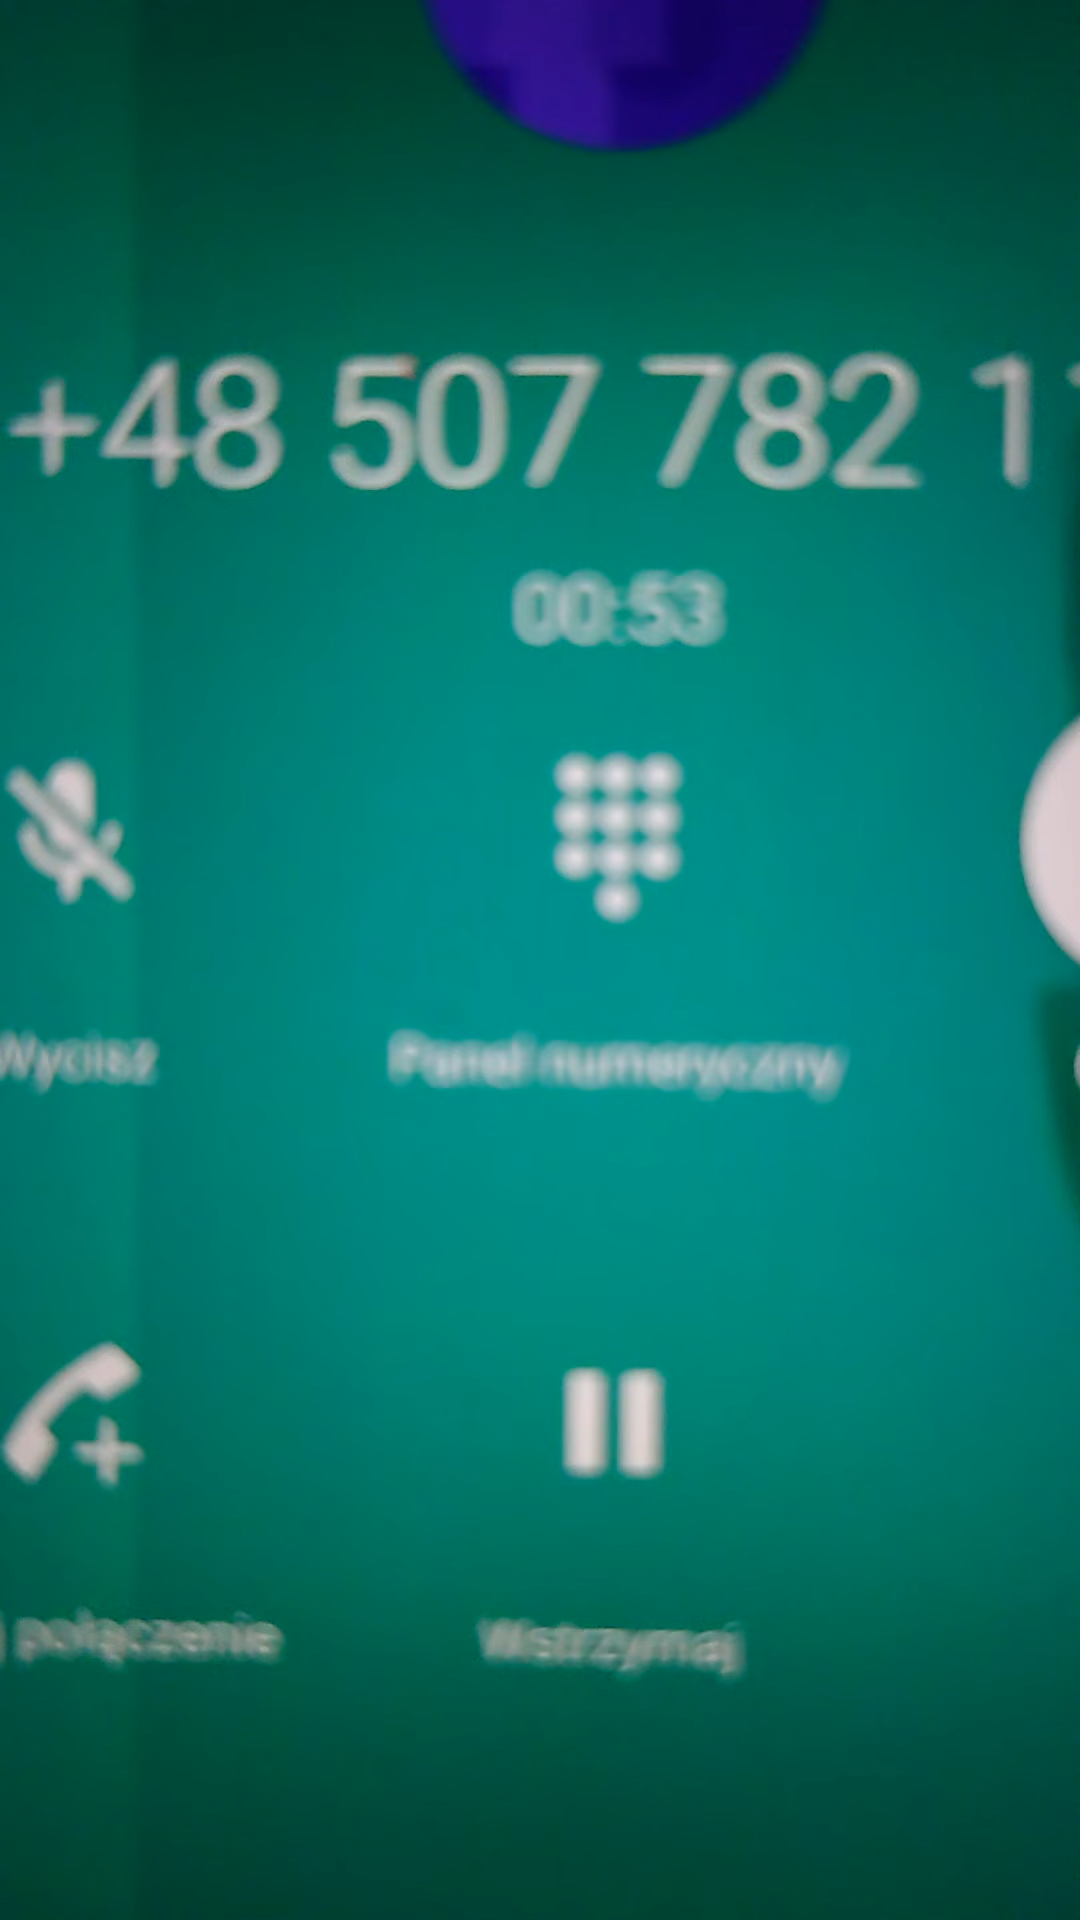 +48 507 782 1
00:53
Wycisz
Panel numeryczny
połączenie
Wstrzymaj